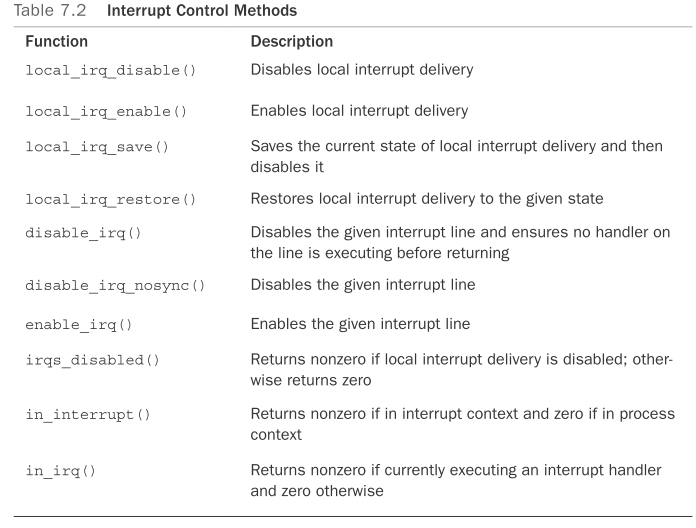 Table 7.2 Interrupt Control Methods
Function Description
local_irq_disable() Disables local interrupt delivery
local_irq_enable() Enables local interrupt delivery
local_irq_save() Saves the current state of local interrupt delivery and then
disables it
local_irq_restore() Restores local interrupt delivery to the given state
disable_irq() Disables the given interrupt line and ensures no handler on
the line is executing before returning
disable_irq_nosync() Disables the given interrupt line
enable_irq() Enables the given interrupt line
irqs_disabled() Returns nonzero if local interrupt delivery is disabled; other-
wise returns zero
in_interrupt() Returns nonzero if in interrupt context and zero if in process
context
in_irq() Returns nonzero if currently executing an interrupt handler
and zero otherwise